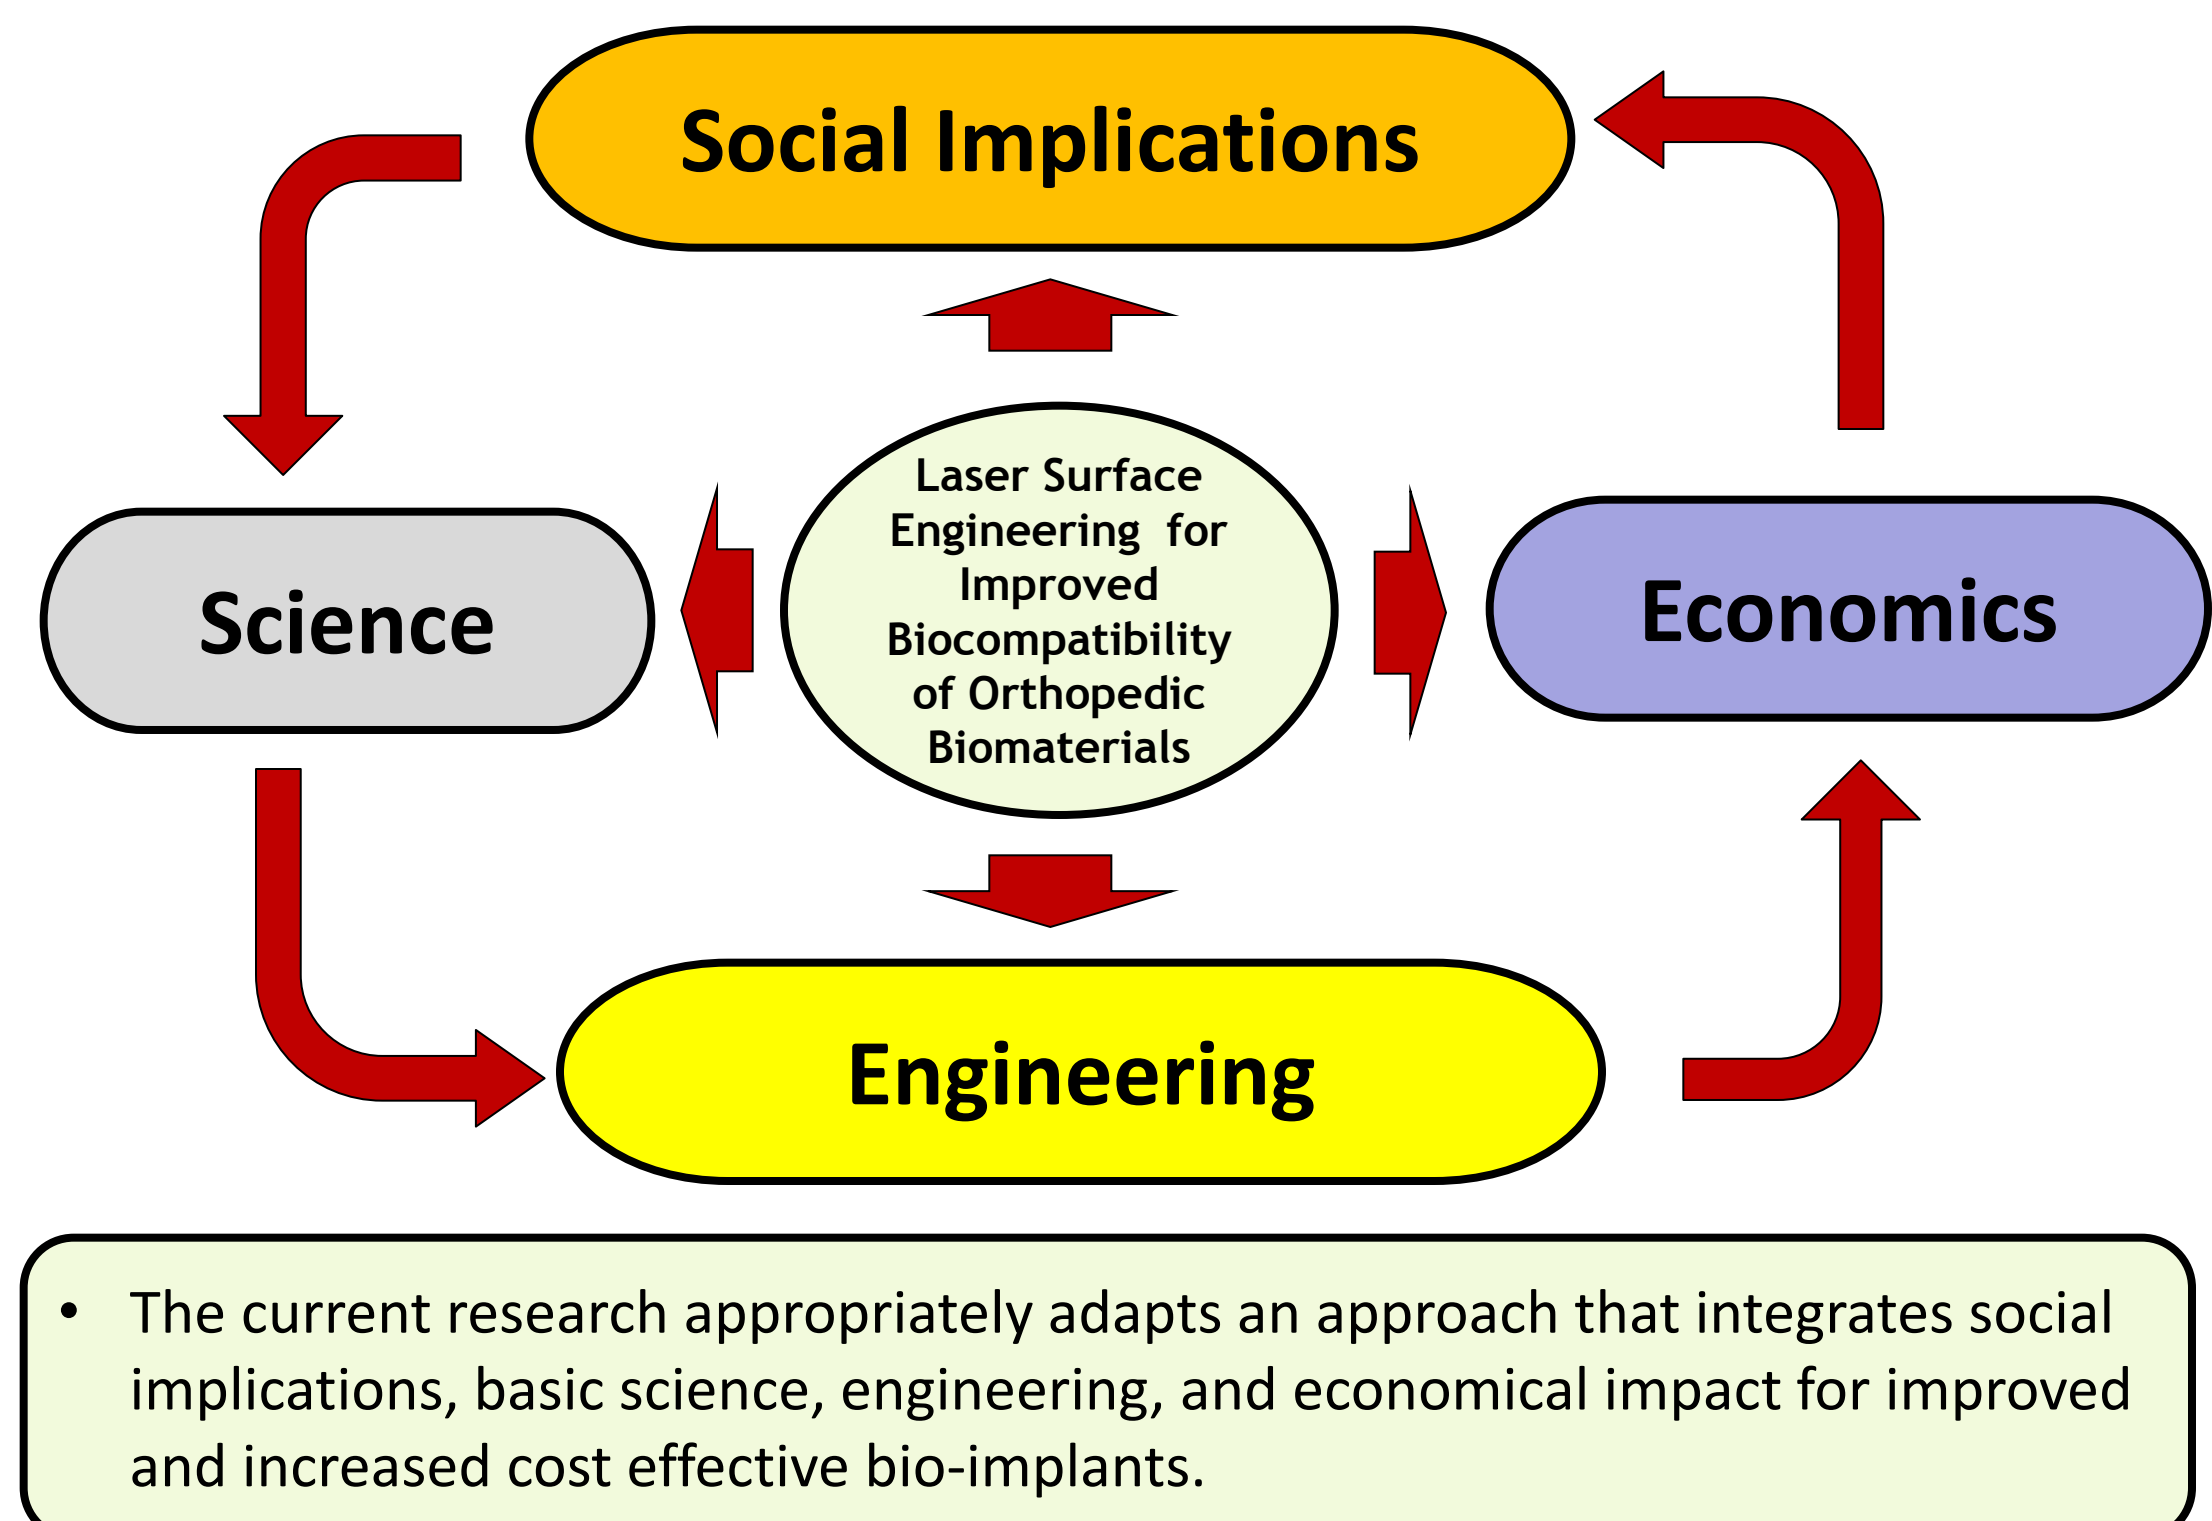 Social Implications
Laser Surface
Engineering  for
Improved
Biocompatibility
of Orthopedic
Biomaterials
Science
Economics
Engineering
• The current research appropriately adapts an approach that integrates social
implications, basic science, engineering, and economical impact for improved
and increased cost effective bio-implants.